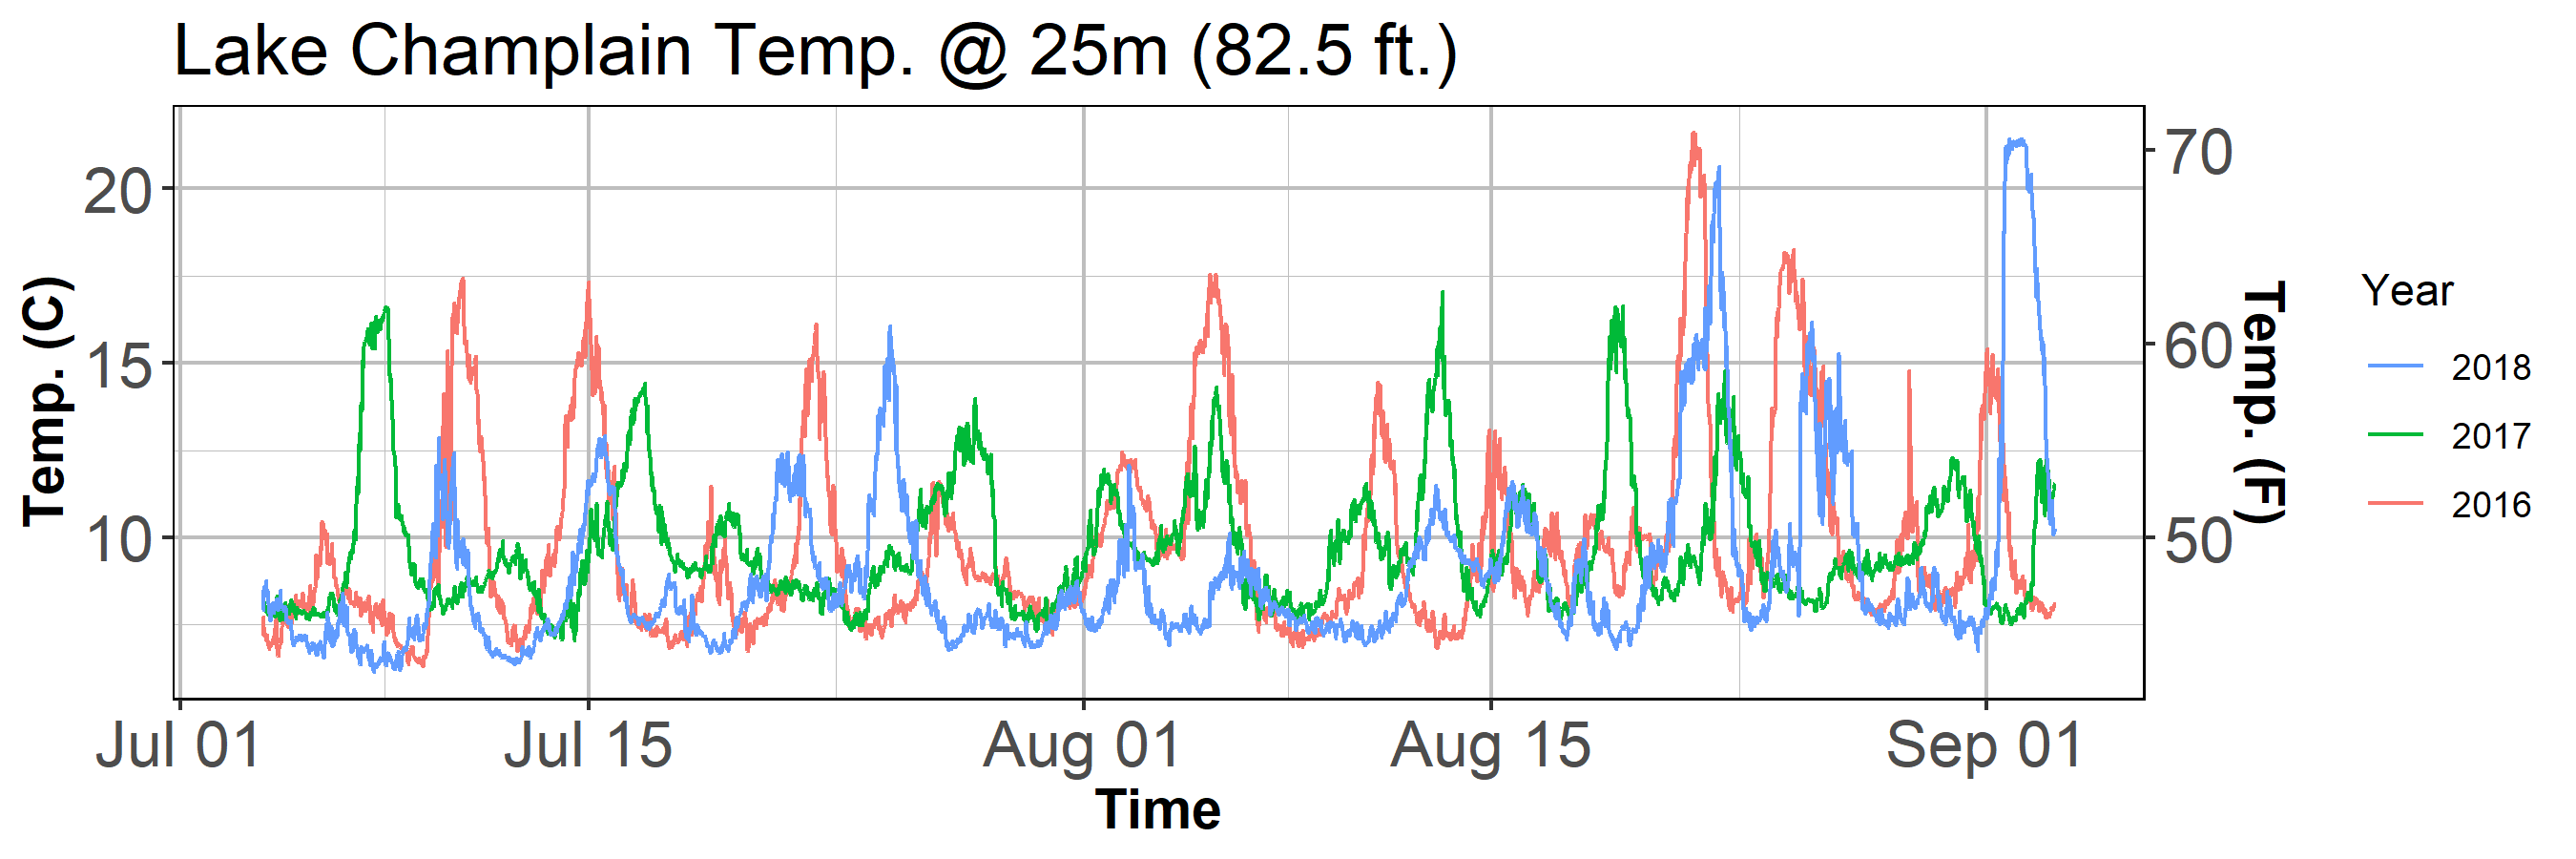 Lake Champlain Temp. @ 25m (82.5 ft.)
Temp. (C)
20
15
10
70
60
50
Temp. (F)
Jul 01
Jul 15
Aug 01
Aug 15
Sep 01
Time
Year
2018
2017
2016